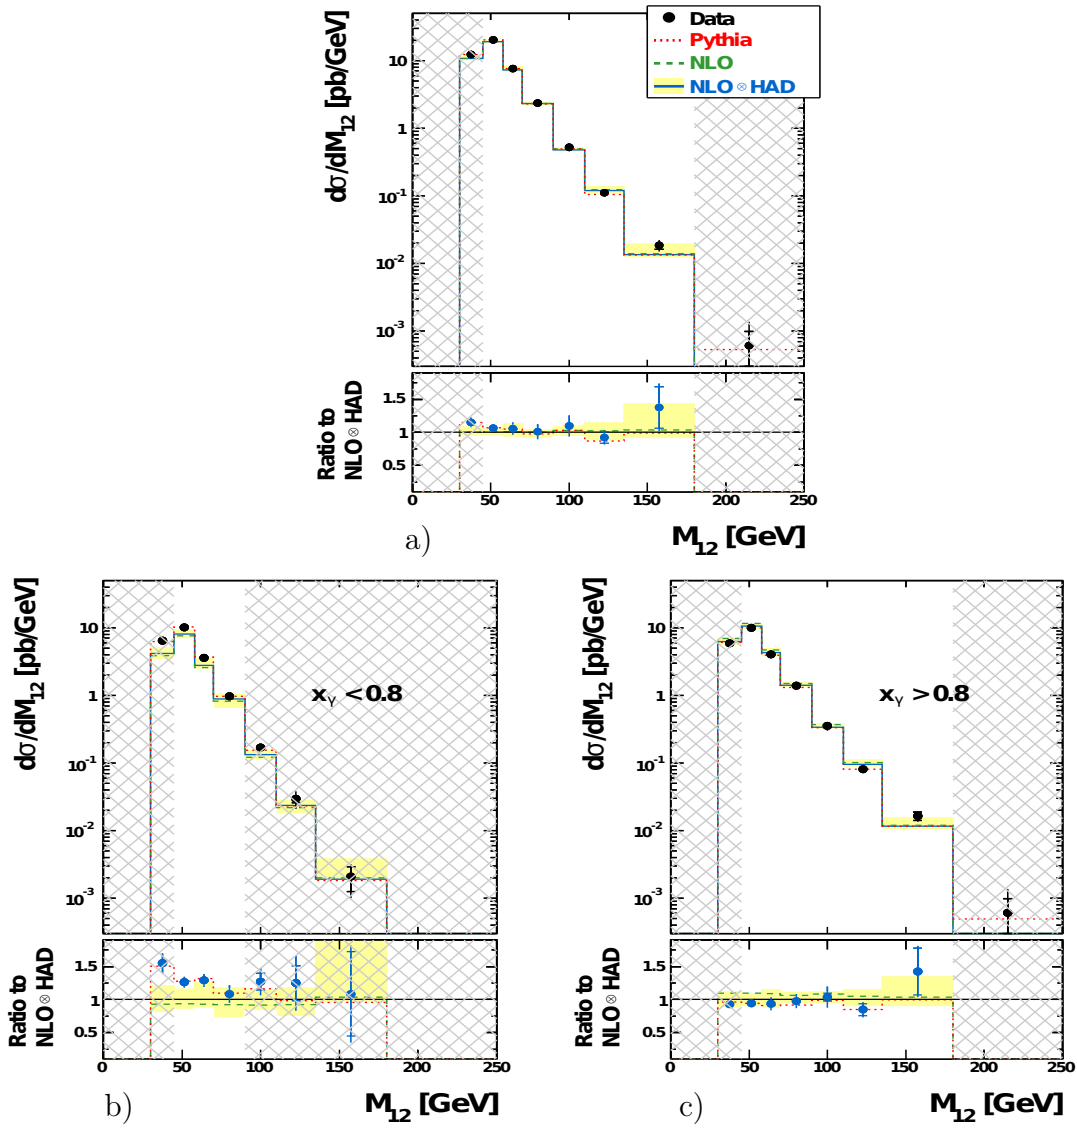 Data
Pythia
NLO
NLO⊗HAD
dσ/dM12 [pb/GeV]
10
1
10-1
10-2
10-3
Ratio to
NLO⊗HAD
1.5
1
0.5
0 50 100 150 200 250
a) M12 [GeV]
dσ/dM12 [pb/GeV]
10
1
10-1
10-2
10-3
xγ <0.8
Ratio to
NLO⊗HAD
1.5
1
0.5
0 50 100 150 200 250
b) M12 [GeV]
dσ/dM12 [pb/GeV]
10
1
10-1
10-2
10-3
xγ >0.8
Ratio to
NLO⊗HAD
1.5
1
0.5
0 50 100 150 200 250
c) M12 [GeV]